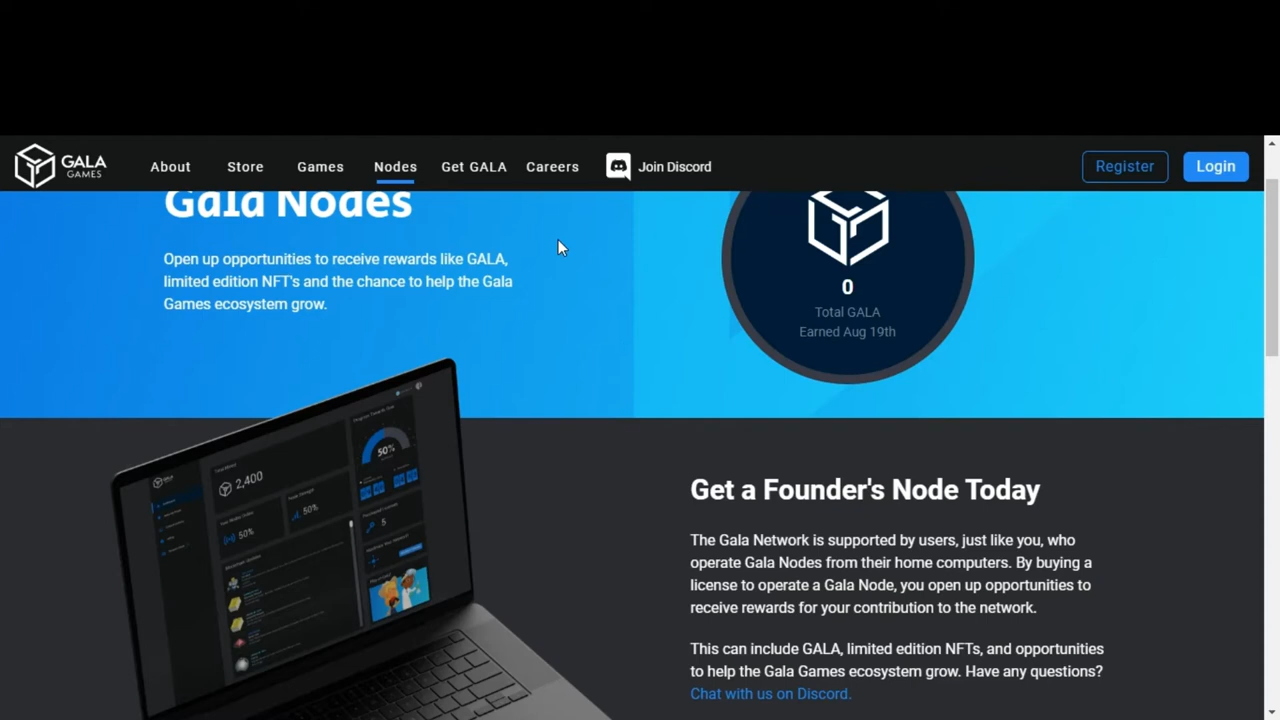 GALA
GAMES
About
Store
Games
Nodes
Get GALA
Careers
Join Discord
Register
Login
Gala Nodes
Open up opportunities to receive rewards like GALA,
limited edition NFT's and the chance to help the Gala
Games ecosystem grow.
0
Total GALA
Earned Aug 19th
2,400
50%
50%
50%
5
Get a Founder's Node Today
The Gala Network is supported by users, just like you, who
operate Gala Nodes from their home computers. By buying a
license to operate a Gala Node, you open up opportunities to
receive rewards for your contribution to the network.
This can include GALA, limited edition NFTs, and opportunities
to help the Gala Games ecosystem grow. Have any questions?
Chat with us on Discord.